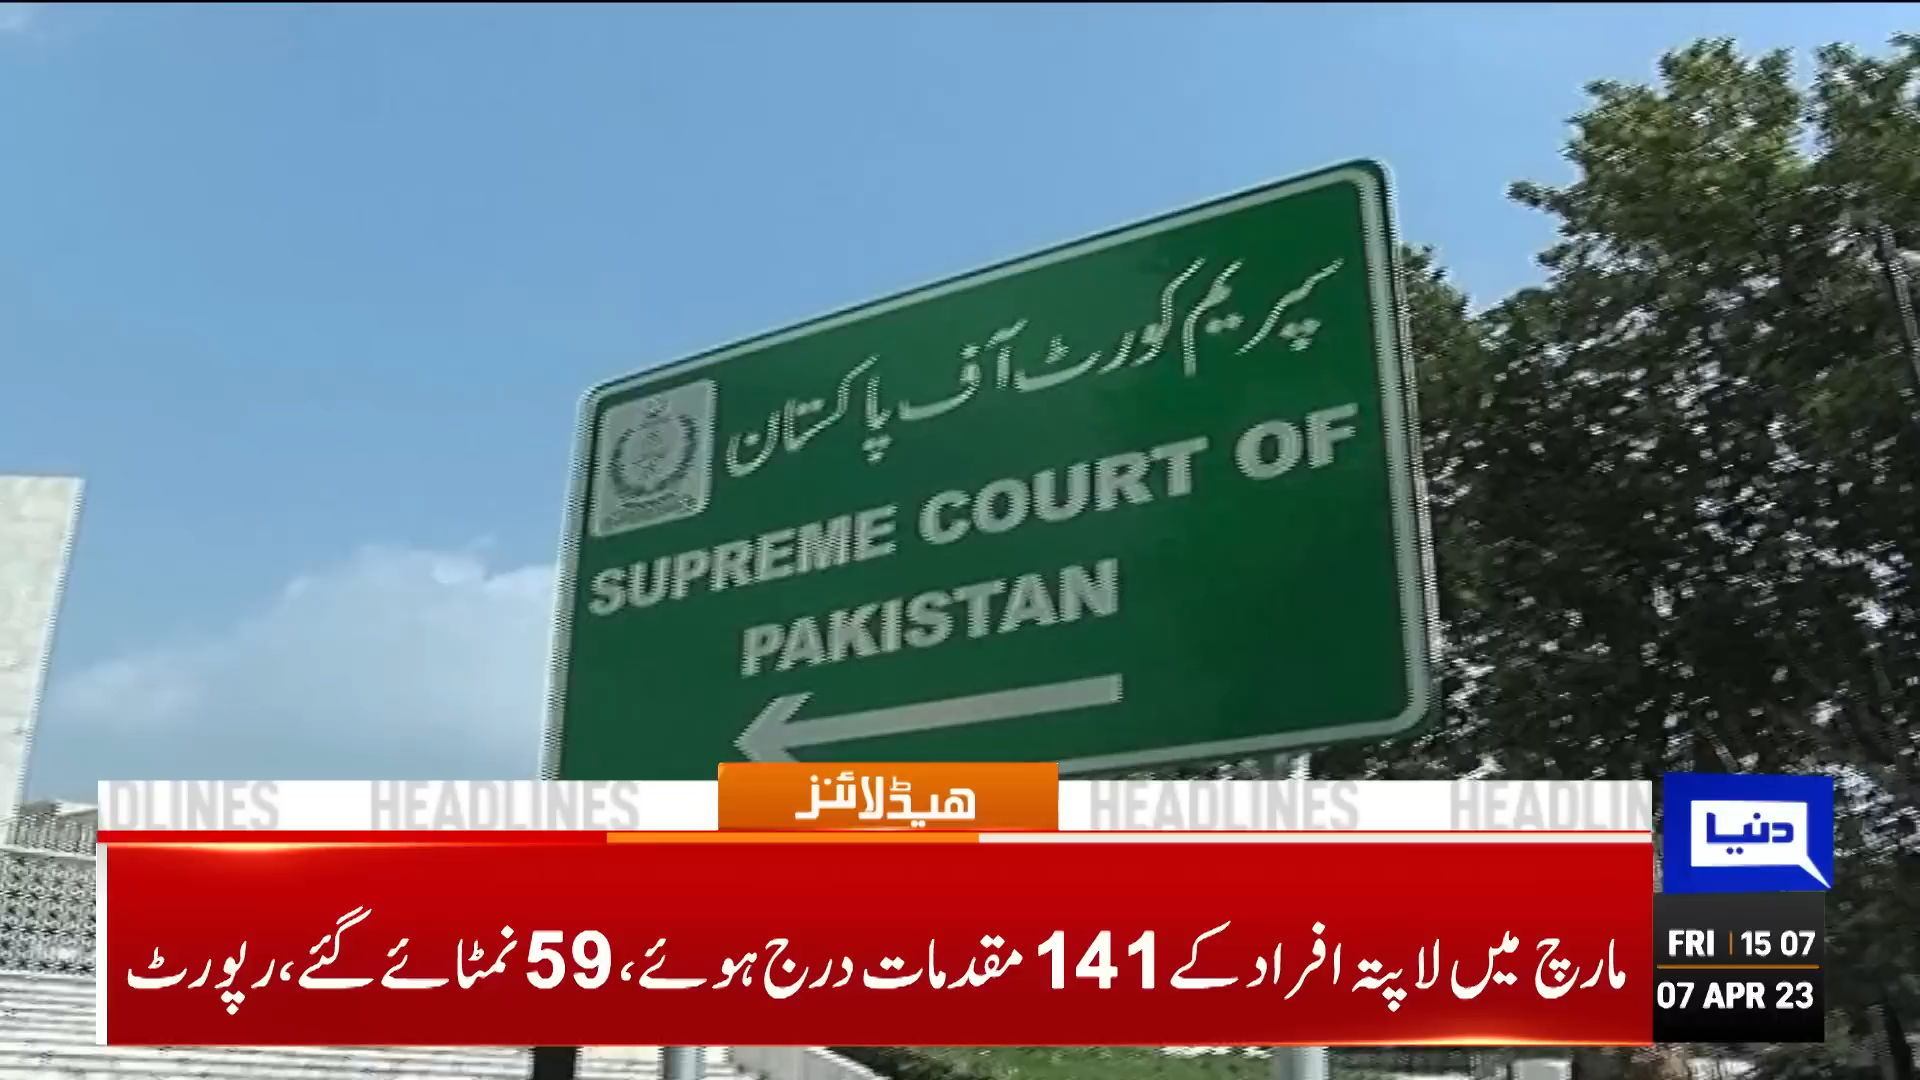 سپریم کورٹ آف پاکستان
SUPREME COURT OF
PAKISTAN
DLINES HEADLINES ھیڈلائنز HEADLINES HEADLIN
دنیا
مارچ میں لاپتہ افراد کے 141 مقدمات درج ہوئے، 59 نمٹائے گئے، رپورٹ
FRI 15 07
07 APR 23